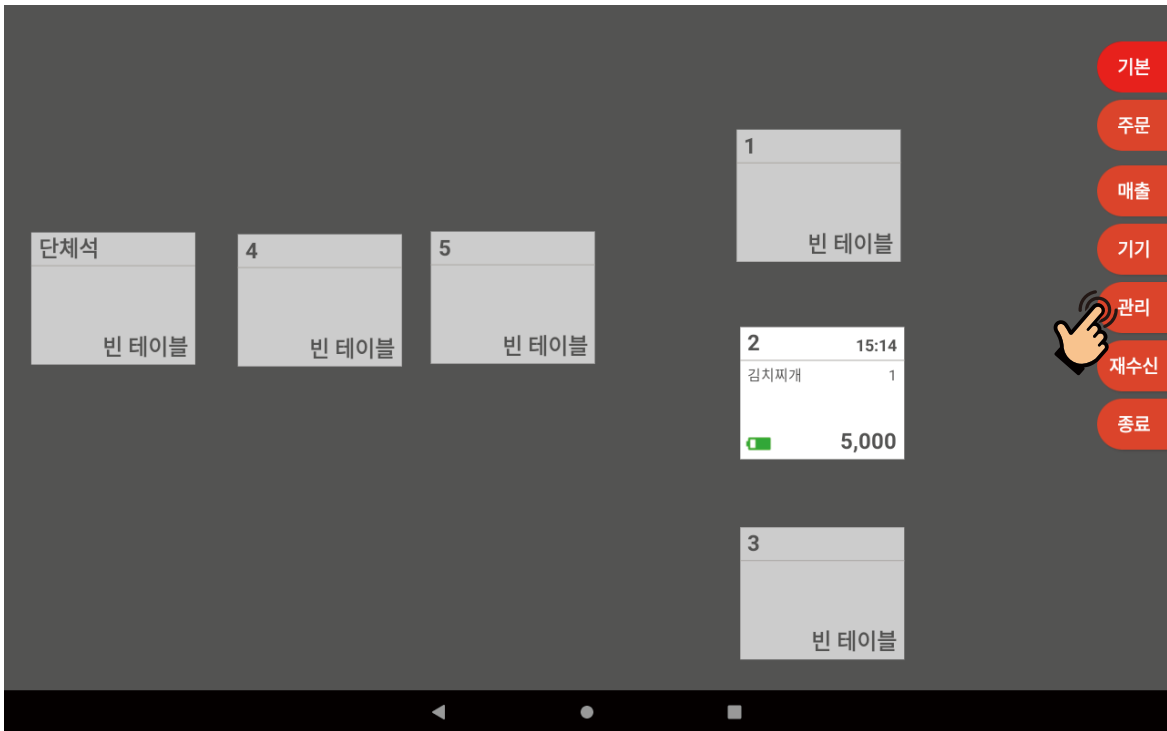 단체석
빈 테이블
4
빈 테이블
5
빈 테이블
1
빈 테이블
2 15:14
김치찌개 1
5,000
3
빈 테이블
기본
주문
매출
기기
관리
재수신
종료